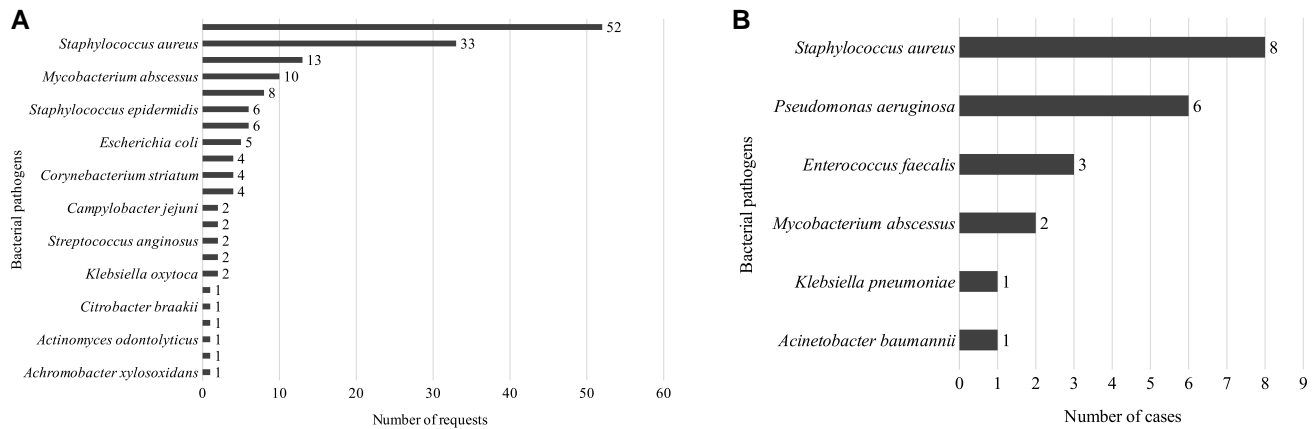 A
52
Staphylococcus aureus 33
13
Mycobacterium abscessus 10
8
Staphylococcus epidermidis 6
6
Escherichia coli 5
4
Corynebacterium striatum 4
4
Campylobacter jejuni 2
2
Streptococcus anginosus 2
2
Klebsiella oxytoca 2
1
Citrobacter braakii 1
1
Actinomyces odontolyticus 1
1
Achromobacter xylosoxidans 1
0 10 20 30 40 50 60
Number of requests
Bacterial pathogens
B
Staphylococcus aureus 8
Pseudomonas aeruginosa 6
Enterococcus faecalis 3
Mycobacterium abscessus 2
Klebsiella pneumoniae 1
Acinetobacter baumannii 1
0 1 2 3 4 5 6 7 8 9
Number of cases
Bacterial pathogens